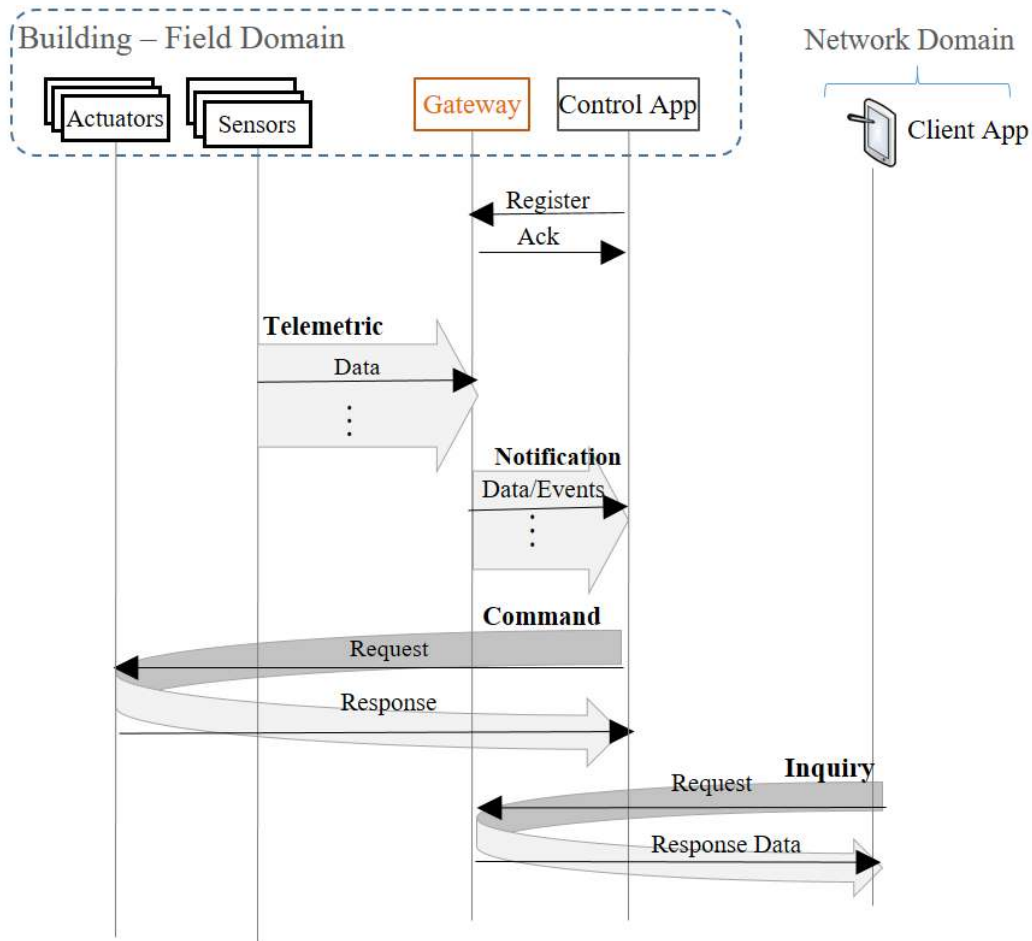 Building – Field Domain
Network Domain
Actuators
Sensors
Gateway
Control App
Client App
Register
Ack
Telemetric
Data
Notification
Data/Events
Command
Request
Response
Inquiry
Request
Response Data